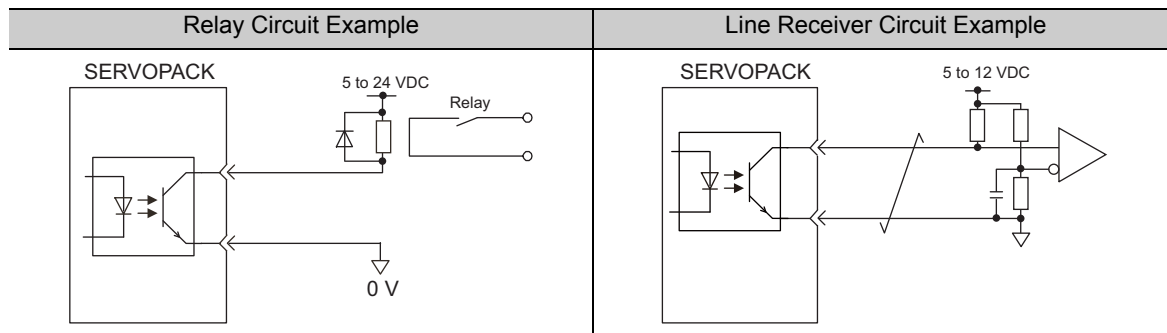 Relay Circuit Example
Line Receiver Circuit Example
SERVOPACK
5 to 24 VDC
Relay
0 V
SERVOPACK
5 to 12 VDC